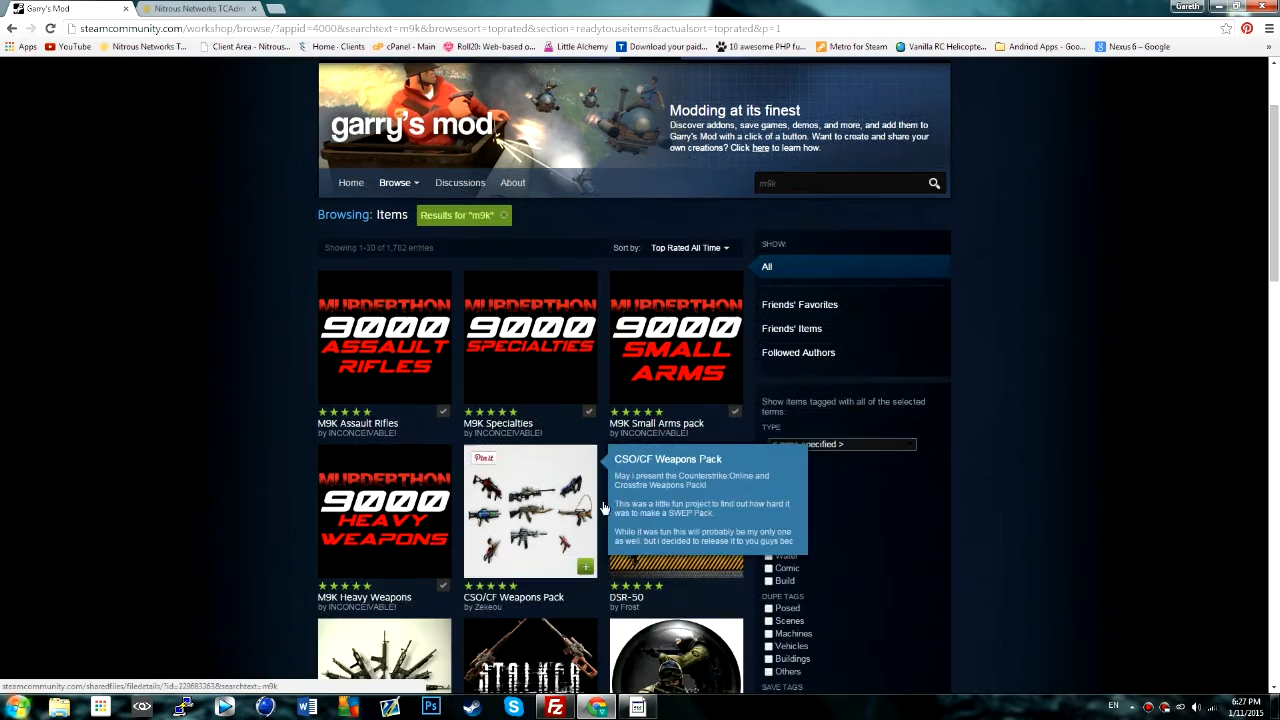 Garry's Mod
Nitrous Networks TCAdm
Gareth
steamcommunity.com/workshop/browse/?appid=4000&searchtext=m9k&browsesort=toprated&section=readytouseitems&actualsort=toprated&p=1
Apps YouTube Nitrous Networks T... Client Area - Nitrous... Home - Clients cPanel - Main Roll20: Web-based o... Little Alchemy Download your paid... 10 awesome PHP fu... Metro for Steam Vanilla RC Helicopte... Andriod Apps - Goo... Nexus 6 – Google »
garry's mod
Modding at its finest
Discover addons, save games, demos, and more, and add them to
Garry's Mod with a click of a button. Want to create and share your
own creations? Click here to learn how.
Home Browse Discussions About
m9k
Browsing: Items Results for "m9k"
Showing 1-30 of 1,782 entries
Sort by: Top Rated All Time
SHOW:
All
Friends' Favorites
Friends' Items
Followed Authors
MURDERTHON
9000
ASSAULT
RIFLES
MURDERTHON
9000
SPECIALTIES
MURDERTHON
9000
SMALL
ARMS
M9K Assault Rifles
by INCONCEIVABLE!
M9K Specialties
by INCONCEIVABLE!
M9K Small Arms pack
by INCONCEIVABLE!
Show items tagged with all of the selected
terms:
TYPE
< none specified >
MURDERTHON
9000
HEAVY
WEAPONS
Pin it
CSO/CF Weapons Pack
May i present the Counterstrike:Online and
Crossfire Weapons Pack!
This was a little fun project to find out how hard it
was to make a SWEP Pack.
While it was fun this will probably be my only one
as well. but i decided to release it to you guys bec
Water
Comic
Build
M9K Heavy Weapons
by INCONCEIVABLE!
CSO/CF Weapons Pack
by Zekeou
DSR-50
by Frost
DUPE TAGS
Posed
Scenes
Machines
Vehicles
Buildings
Others
SAVE TAGS
S.T.A.L.K.E.R
steamcommunity.com/sharedfiles/filedetails/?id=229683363&searchtext=m9k
EN
6:27 PM
1/11/2015